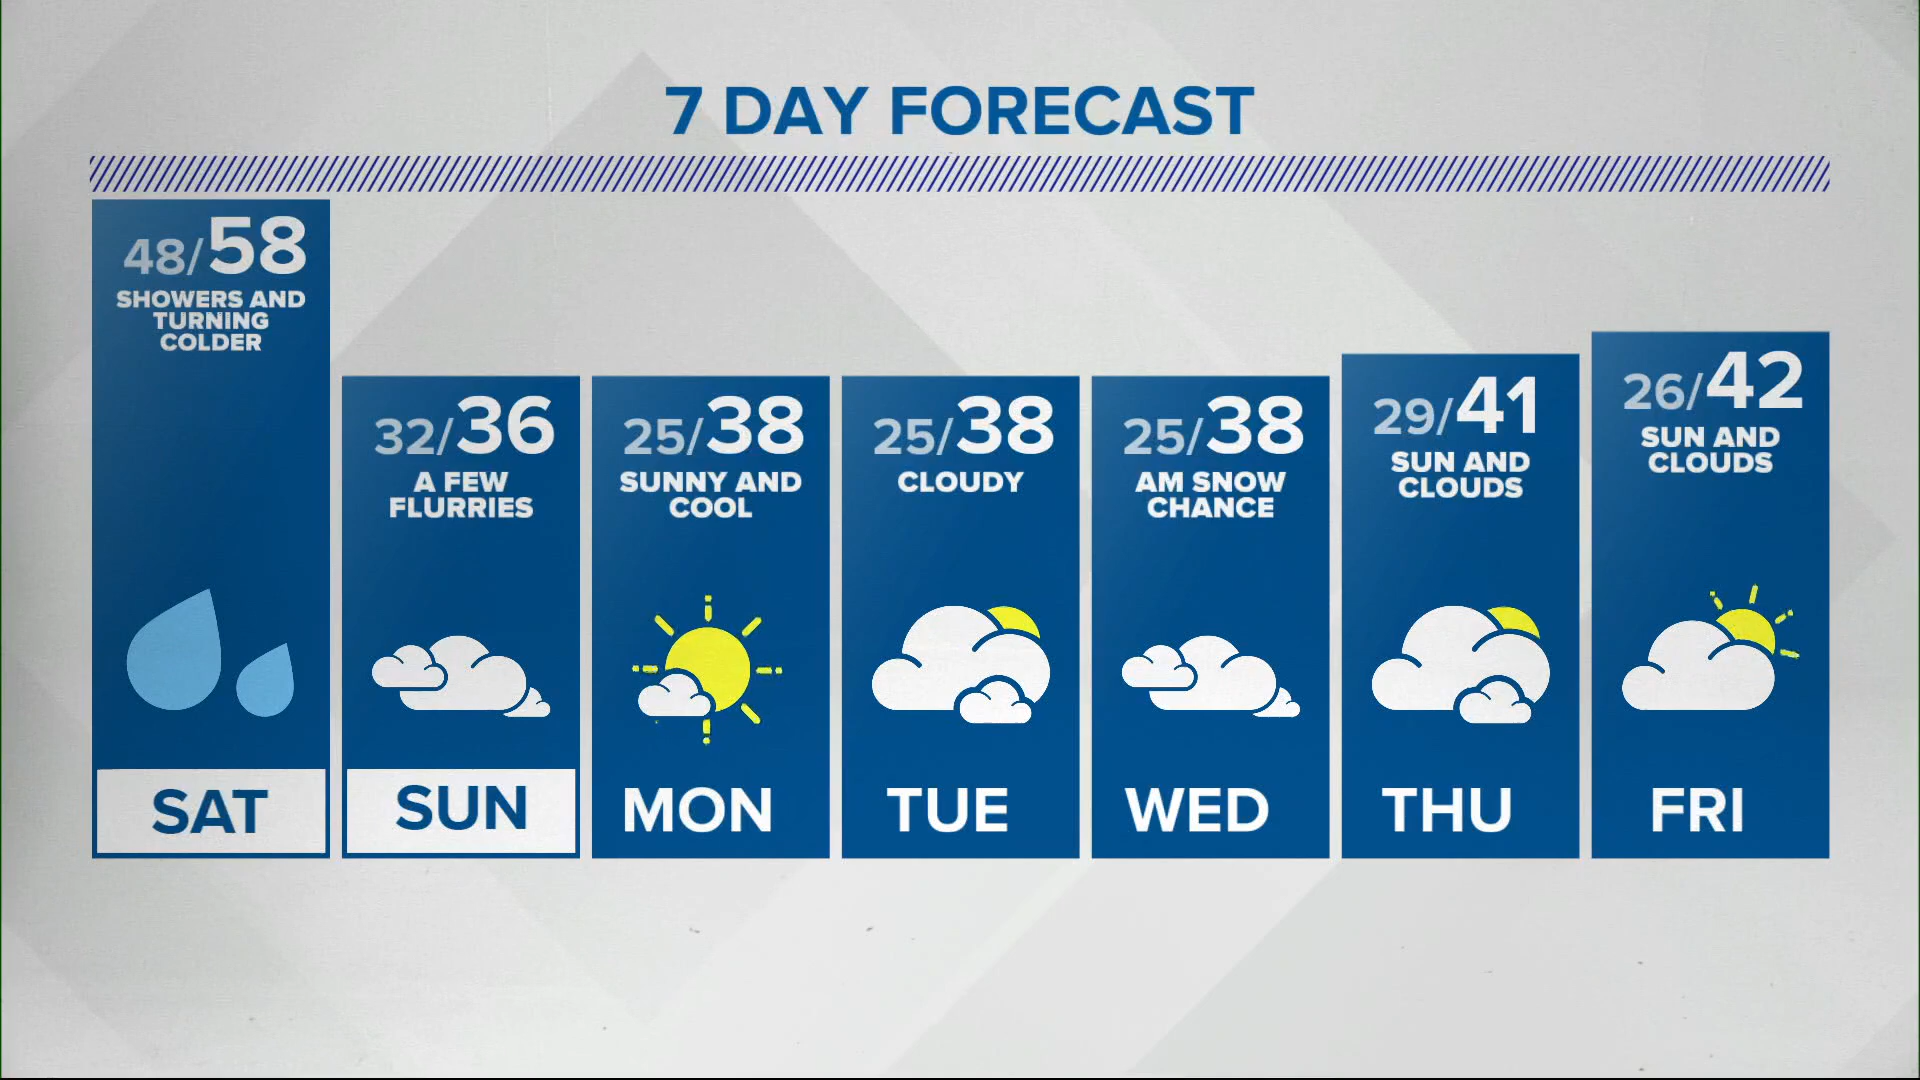 7 DAY FORECAST
48/58
SHOWERS AND
TURNING
COLDER
SAT
32/36
A FEW
FLURRIES
SUN
25/38
SUNNY AND
COOL
MON
25/38
CLOUDY
TUE
25/38
AM SNOW
CHANCE
WED
29/41
SUN AND
CLOUDS
THU
26/42
SUN AND
CLOUDS
FRI